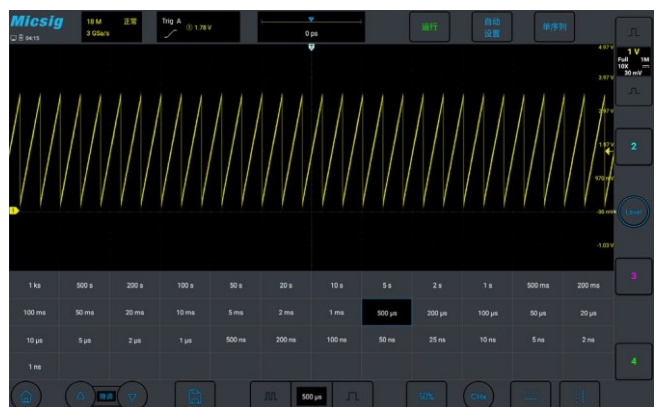 Micsig
18 M 正常
3 GSa/s
Trig A
① 1.78 V
0 ps
运行
自动
设置
单序列
04:15
4.97 V
1 V
Full 1M
10X
30 mV
3.97 V
2.97 V
1.97 V
2
970 mV
1
-30 mV
Level
-1.03 V
3
1 ks 500 s 200 s 100 s 50 s 20 s 10 s 5 s 2 s 1 s 500 ms 200 ms
100 ms 50 ms 20 ms 10 ms 5 ms 2 ms 1 ms 500 μs 200 μs 100 μs 50 μs 20 μs
10 μs 5 μs 2 μs 1 μs 500 ns 200 ns 100 ns 50 ns 25 ns 10 ns 5 ns 2 ns
1 ns
4
微调
500 μs
50%